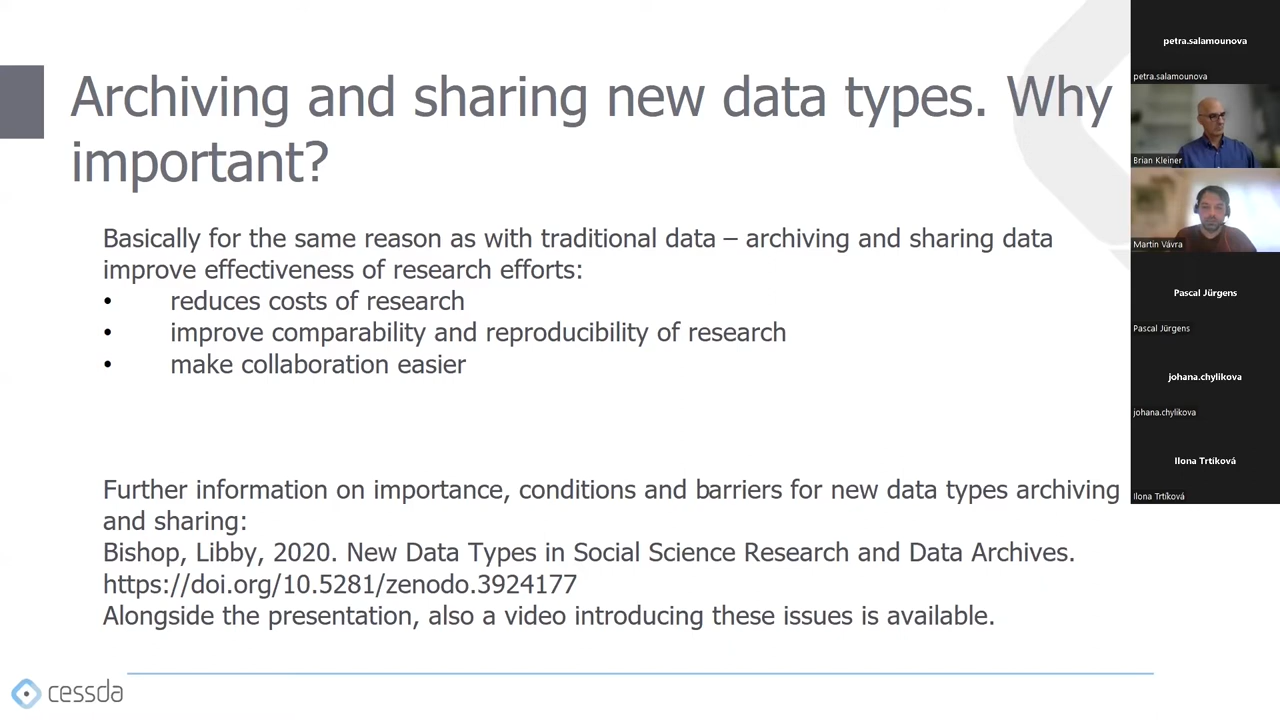 Archiving and sharing new data types. Why
important?
Basically for the same reason as with traditional data – archiving and sharing data
improve effectiveness of research efforts:
• reduces costs of research
• improve comparability and reproducibility of research
• make collaboration easier
Further information on importance, conditions and barriers for new data types archiving
and sharing:
Bishop, Libby, 2020. New Data Types in Social Science Research and Data Archives.
https://doi.org/10.5281/zenodo.3924177
Alongside the presentation, also a video introducing these issues is available.
cessda
petra.salamounova
petra.salamounova
Brian Kleiner
Martin Vávra
Pascal Jürgens
Pascal Jürgens
johana.chylikova
johana.chylikova
Ilona Trtíková
Ilona Trtíková